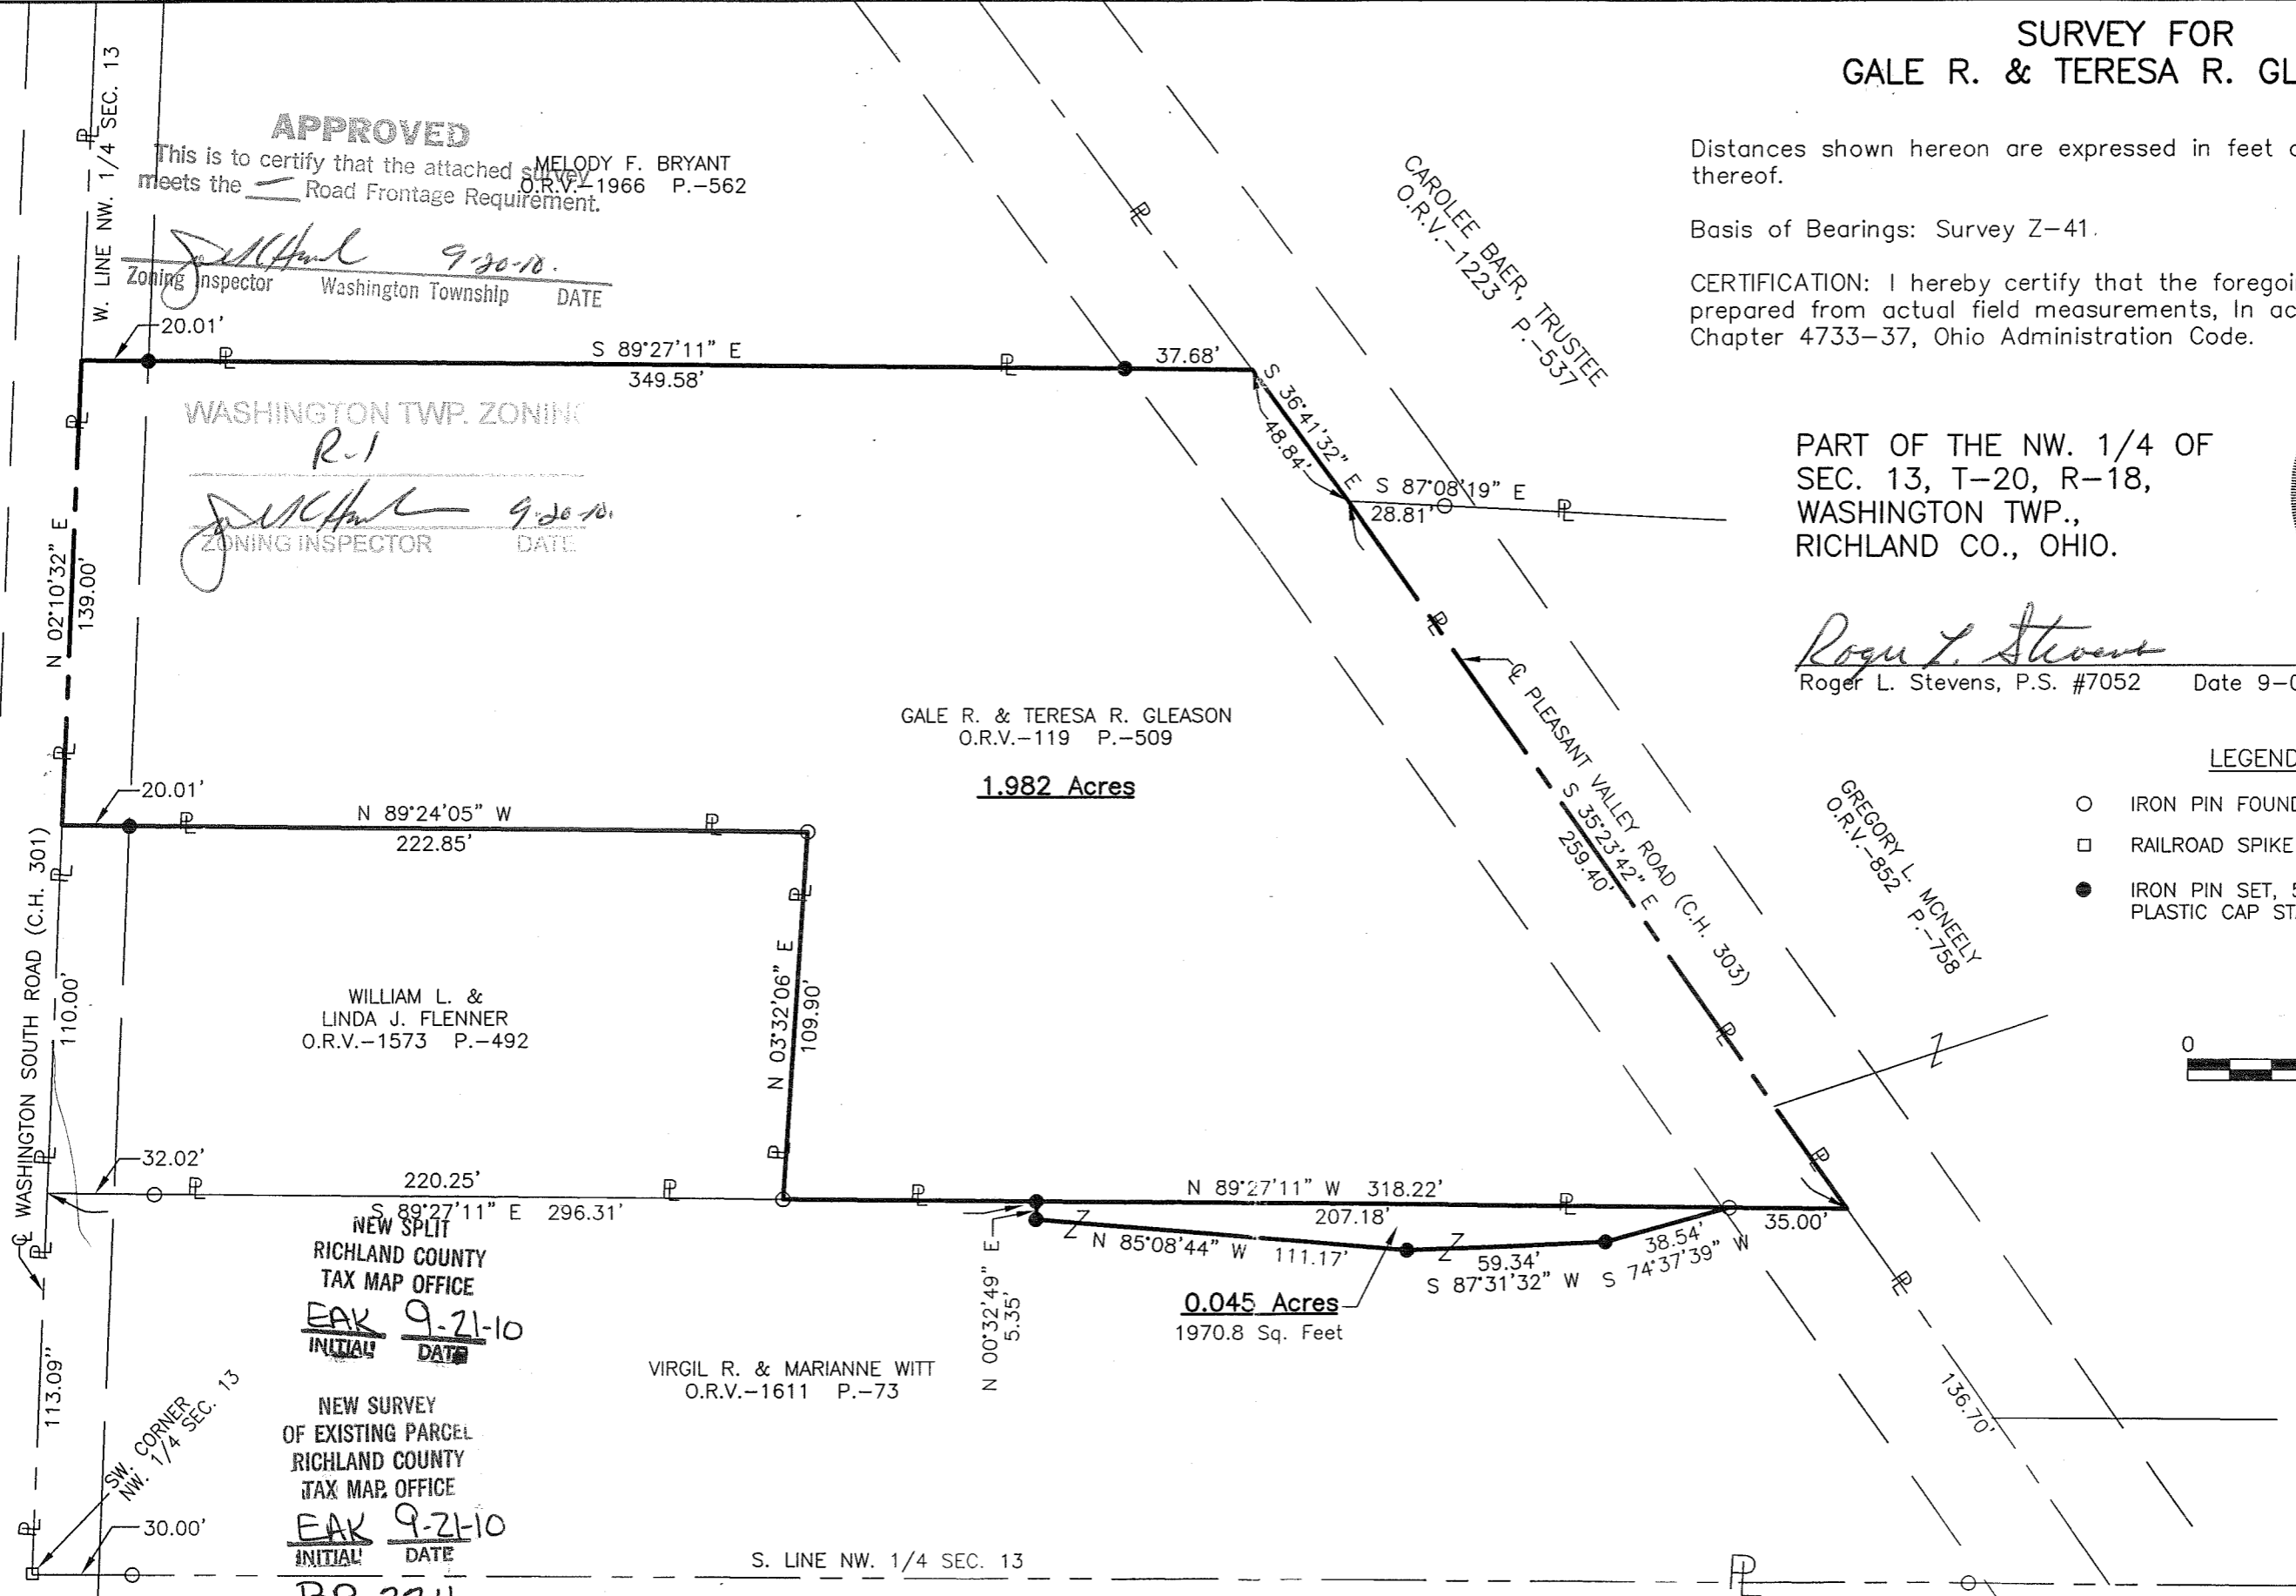 SURVEY FOR
GALE R. & TERESA R. GL
Distances shown hereon are expressed in feet
thereof.
Basis of Bearings: Survey Z-41.
CERTIFICATION: I hereby certify that the foregoi
prepared from actual field measurements, In ac
Chapter 4733-37, Ohio Administration Code.
PART OF THE NW. 1/4 OF
SEC. 13, T-20, R-18,
WASHINGTON TWP.,
RICHLAND CO., OHIO.
Roger L. Stevens
Roger L. Stevens, P.S. #7052 Date 9-0
LEGEND
IRON PIN FOUND
RAILROAD SPIKE
IRON PIN SET, 5
PLASTIC CAP ST
0
W. LINE NW. 1/4 SEC. 13
APPROVED
This is to certify that the attached survey
meets the — Road Frontage Requirement.
9-20-10.
Zoning Inspector Washington Township DATE
MELODY F. BRYANT
O.R.V.-1966 P.-562
CAROLEE BAER, TRUSTEE
O.R.V.-1223 P.-537
20.01'
S 89°27'11" E
349.58'
37.68'
S 36°41'32" E
48.84'
S 87°08'19" E
28.81'
WASHINGTON TWP. ZONING
R-1
9-20-10.
ZONING INSPECTOR DATE
N 02°10'32" E
139.00'
GALE R. & TERESA R. GLEASON
O.R.V.-119 P.-509
1.982 Acres
℄ PLEASANT VALLEY ROAD (C.H. 303)
S 35°23'42" E
259.40'
GREGORY L. MCNEELY
O.R.V.-852 P.-758
20.01'
N 89°24'05" W
222.85'
℄ WASHINGTON SOUTH ROAD (C.H. 301)
110.00'
WILLIAM L. &
LINDA J. FLENNER
O.R.V.-1573 P.-492
N 03°32'06" E
109.90'
Z
32.02'
220.25'
S 89°27'11" E 296.31'
N 89°27'11" W 318.22'
207.18'
35.00'
N 00°32'49" E
5.35'
Z
N 85°08'44" W 111.17'
Z
59.34'
S 87°31'32" W
38.54'
S 74°37'39" W
0.045 Acres
1970.8 Sq. Feet
NEW SPLIT
RICHLAND COUNTY
TAX MAP OFFICE
EAK 9-21-10
INITIAL DATE
VIRGIL R. & MARIANNE WITT
O.R.V.-1611 P.-73
NEW SURVEY
OF EXISTING PARCEL
RICHLAND COUNTY
TAX MAP OFFICE
EAK 9-21-10
INITIAL DATE
113.09"
SW. CORNER
NW. 1/4 SEC. 13
30.00'
136.70'
S. LINE NW. 1/4 SEC. 13